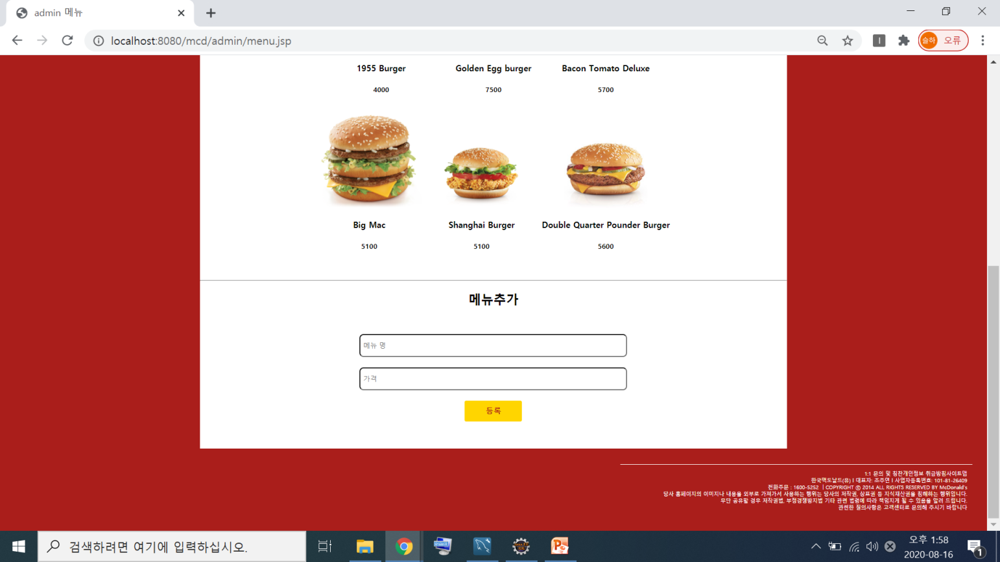 admin 메뉴
localhost:8080/mcd/admin/menu.jsp
슬하 오류
1955 Burger Golden Egg burger Bacon Tomato Deluxe
4000 7500 5700
Big Mac Shanghai Burger Double Quarter Pounder Burger
5100 5100 5600
메뉴추가
메뉴 명
가격
등록
1:1 문의 및 칭찬개인정보 취급방침사이트맵
한국맥도날드(유) I 대표자: 조주연 I 사업자등록번호: 101-81-26409
전화주문 : 1600-5252 ㅣCOPYRIGHT ⓒ 2014 ALL RIGHTS RESERVED BY McDonald's
당사 홈페이지의 이미지나 내용을 외부로 가져가서 사용하는 행위는 당사의 저작권, 상표권 등 지식재산권을 침해하는 행위입니다.
무단 공유할 경우 저작권법, 부정경쟁방지법 기타 관련 법령에 따라 책임지게 될 수 있음을 알려 드립니다.
관련한 질의사항은 고객센터로 문의해 주시기 바랍니다
검색하려면 여기에 입력하십시오.
오후 1:58
2020-08-16
1